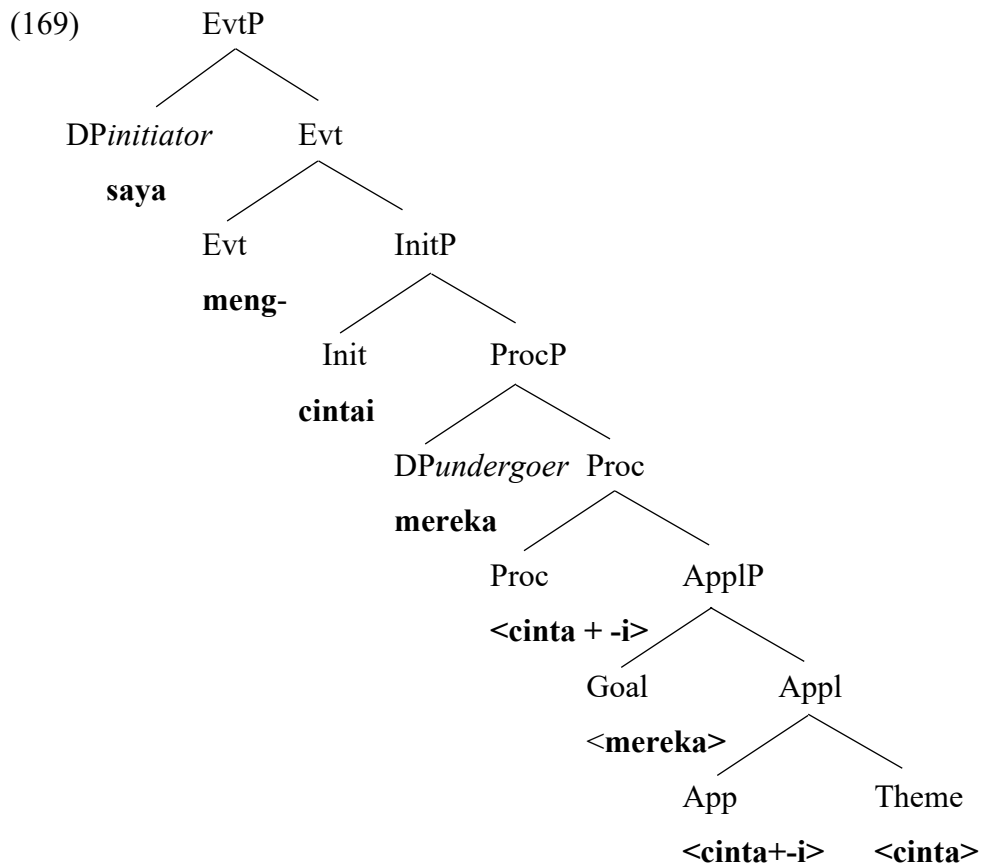 (169) EvtP
DPinitiator Evt
saya
Evt InitP
meng-
Init ProcP
cintai
DPundergoer Proc
mereka
Proc ApplP
<cinta + -i>
Goal Appl
<mereka>
App Theme
<cinta+-i> <cinta>